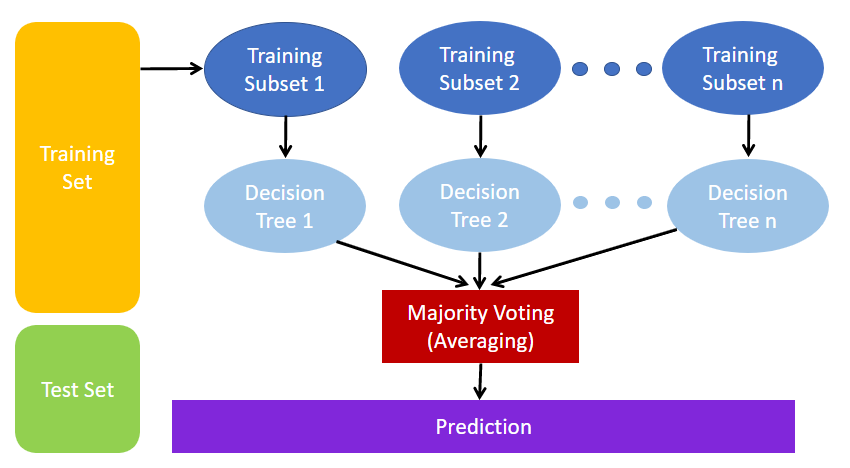 Training
Set
Training
Subset 1
Training
Subset 2
Training
Subset n
Decision
Tree 1
Decision
Tree 2
Decision
Tree n
Majority Voting
(Averaging)
Test Set
Prediction